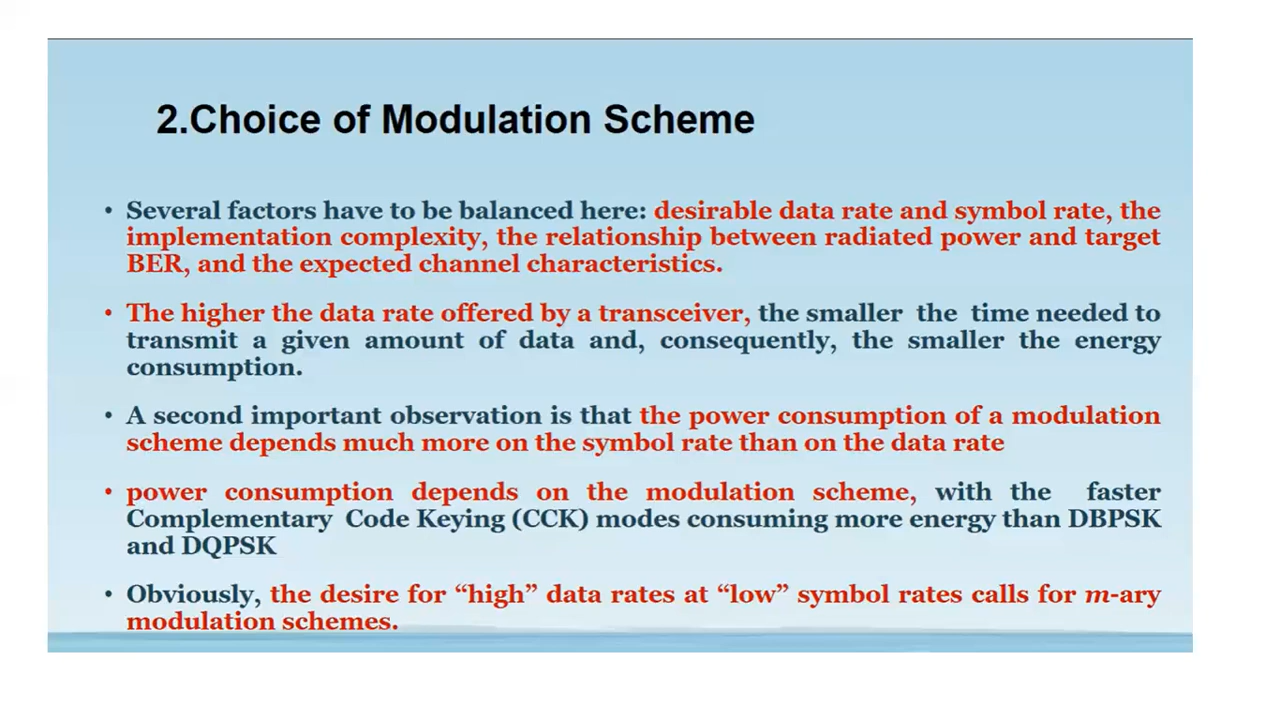 2.Choice of Modulation Scheme
• Several factors have to be balanced here: desirable data rate and symbol rate, the
implementation complexity, the relationship between radiated power and target
BER, and the expected channel characteristics.
• The higher the data rate offered by a transceiver, the smaller the time needed to
transmit a given amount of data and, consequently, the smaller the energy
consumption.
• A second important observation is that the power consumption of a modulation
scheme depends much more on the symbol rate than on the data rate
• power consumption depends on the modulation scheme, with the faster
Complementary Code Keying (CCK) modes consuming more energy than DBPSK
and DQPSK
• Obviously, the desire for “high” data rates at “low” symbol rates calls for m-ary
modulation schemes.